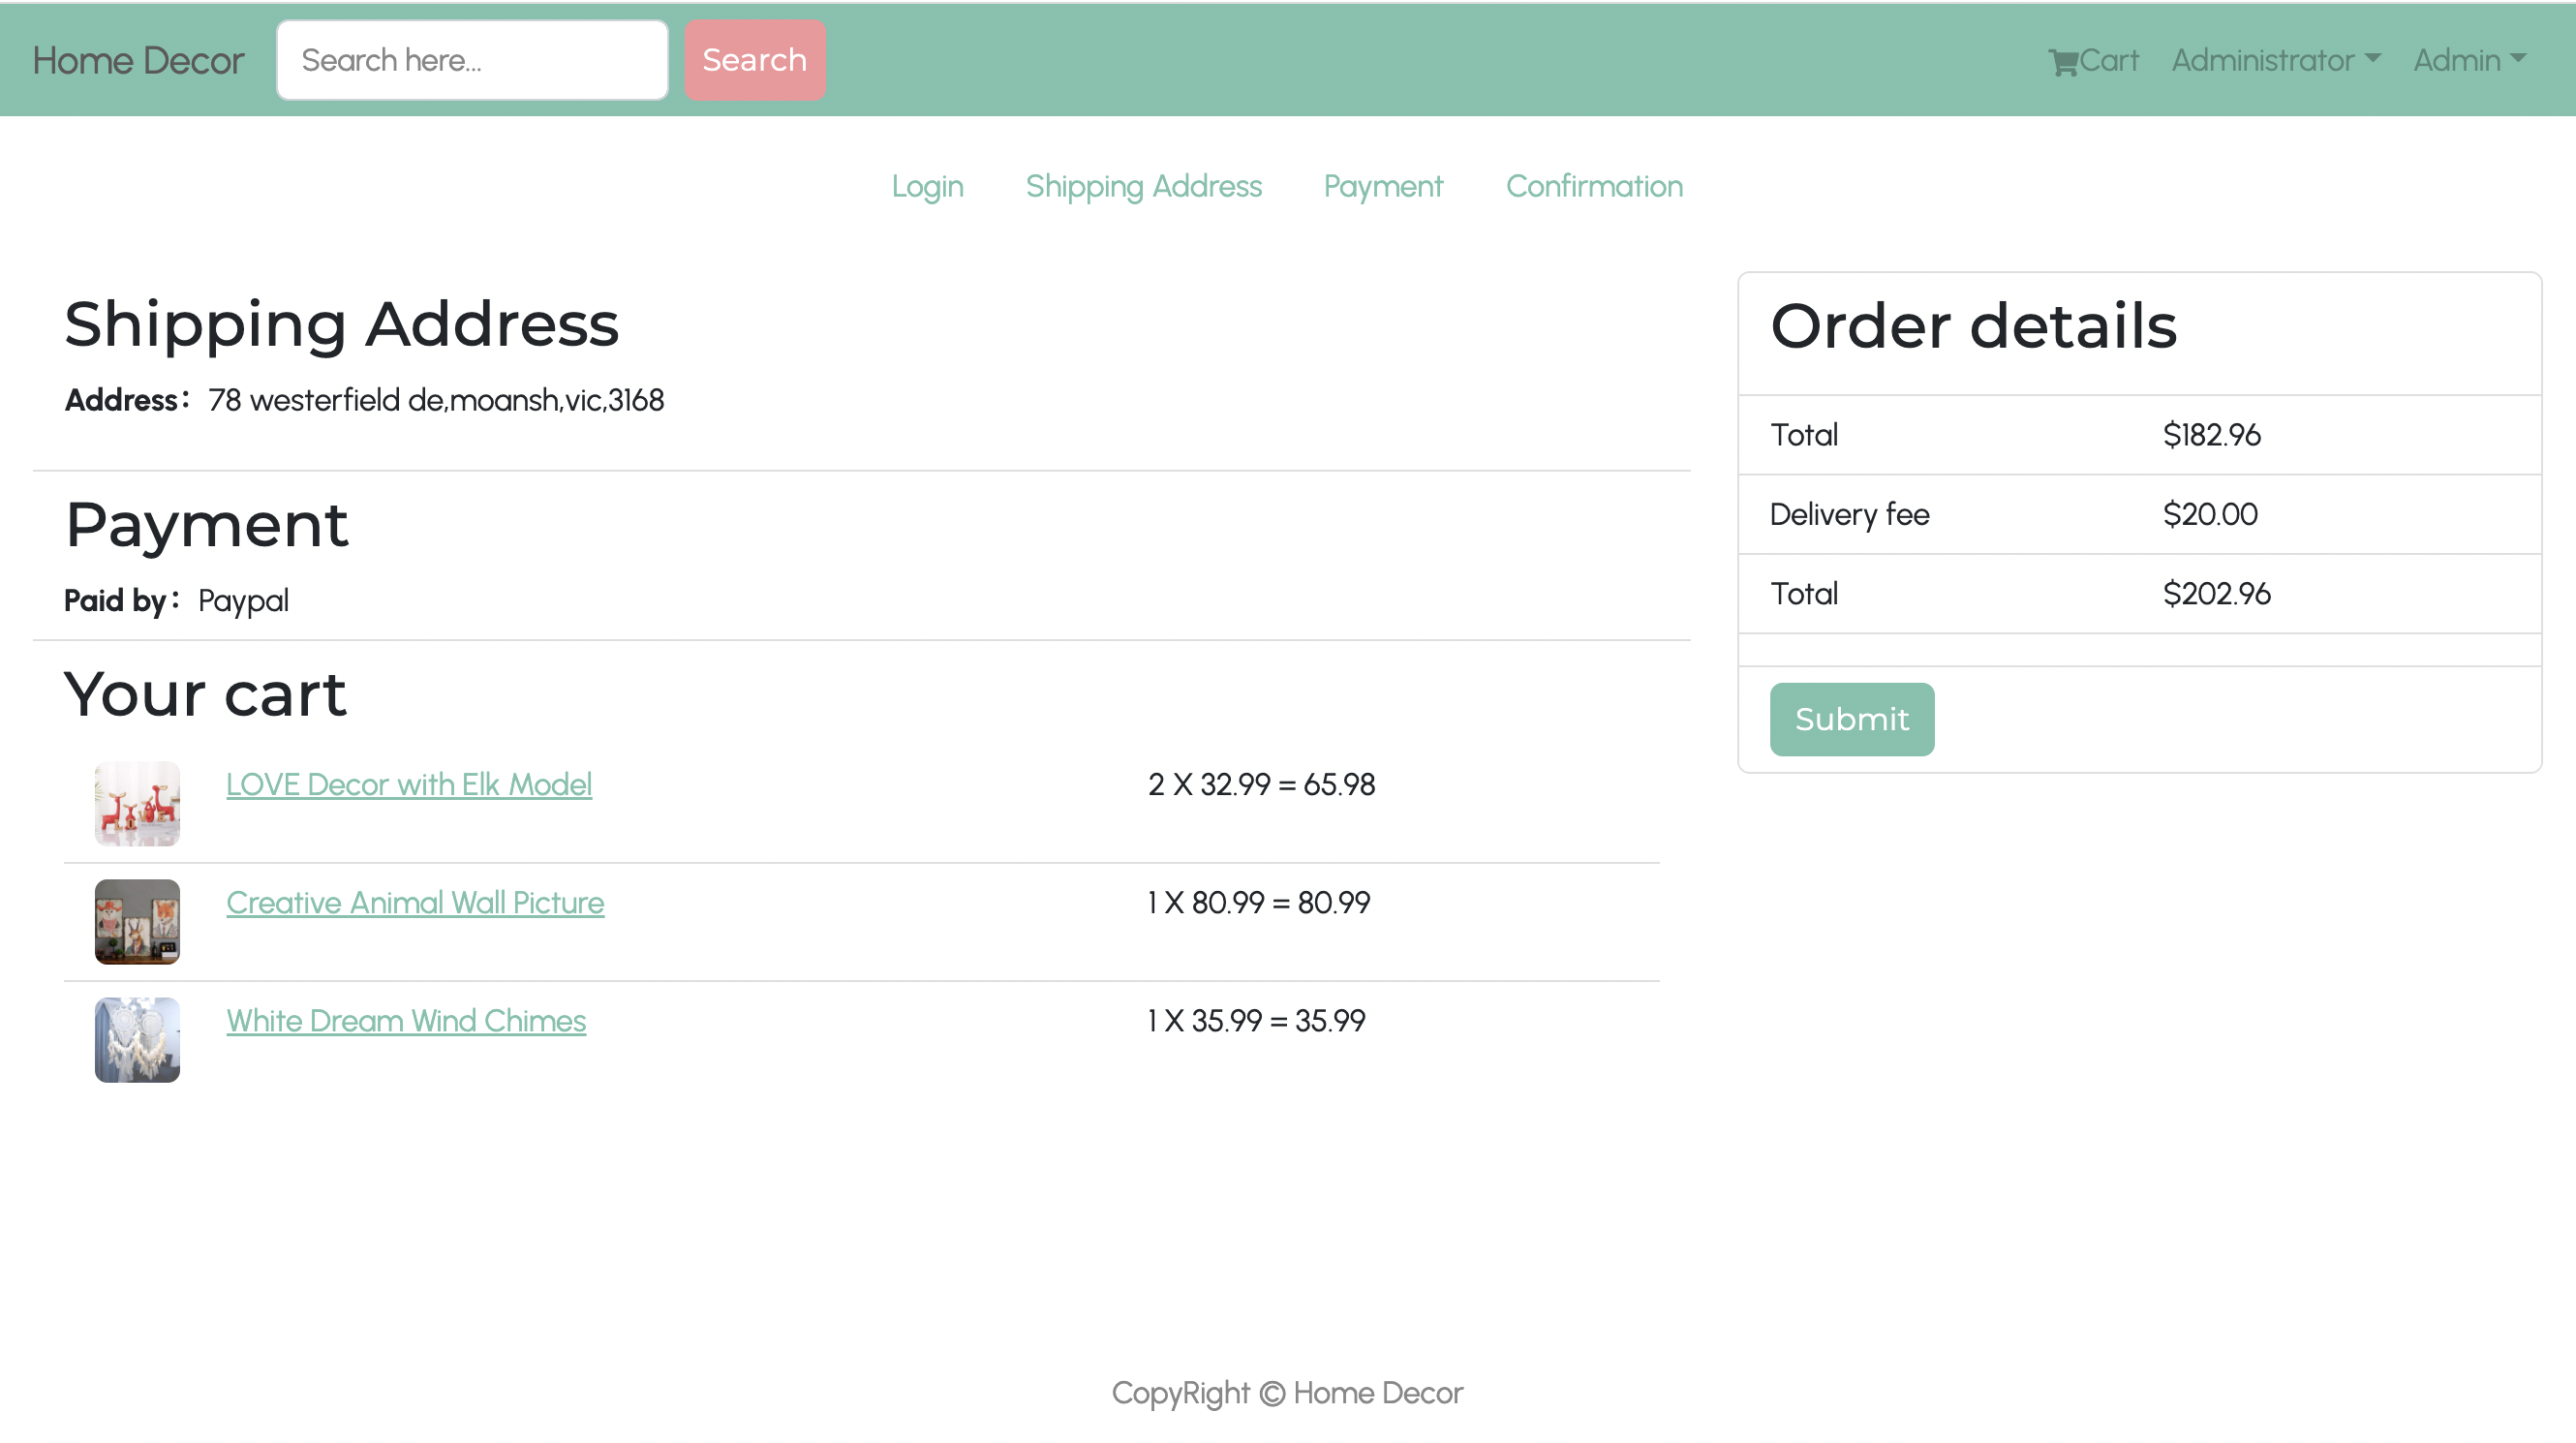 Home Decor Search here... Search Cart Administrator Admin
Login Shipping Address Payment Confirmation
Shipping Address
Address： 78 westerfield de,moansh,vic,3168
Payment
Paid by： Paypal
Your cart
LOVE Decor with Elk Model 2 X 32.99 = 65.98
Creative Animal Wall Picture 1 X 80.99 = 80.99
White Dream Wind Chimes 1 X 35.99 = 35.99
Order details
Total $182.96
Delivery fee $20.00
Total $202.96
Submit
CopyRight © Home Decor